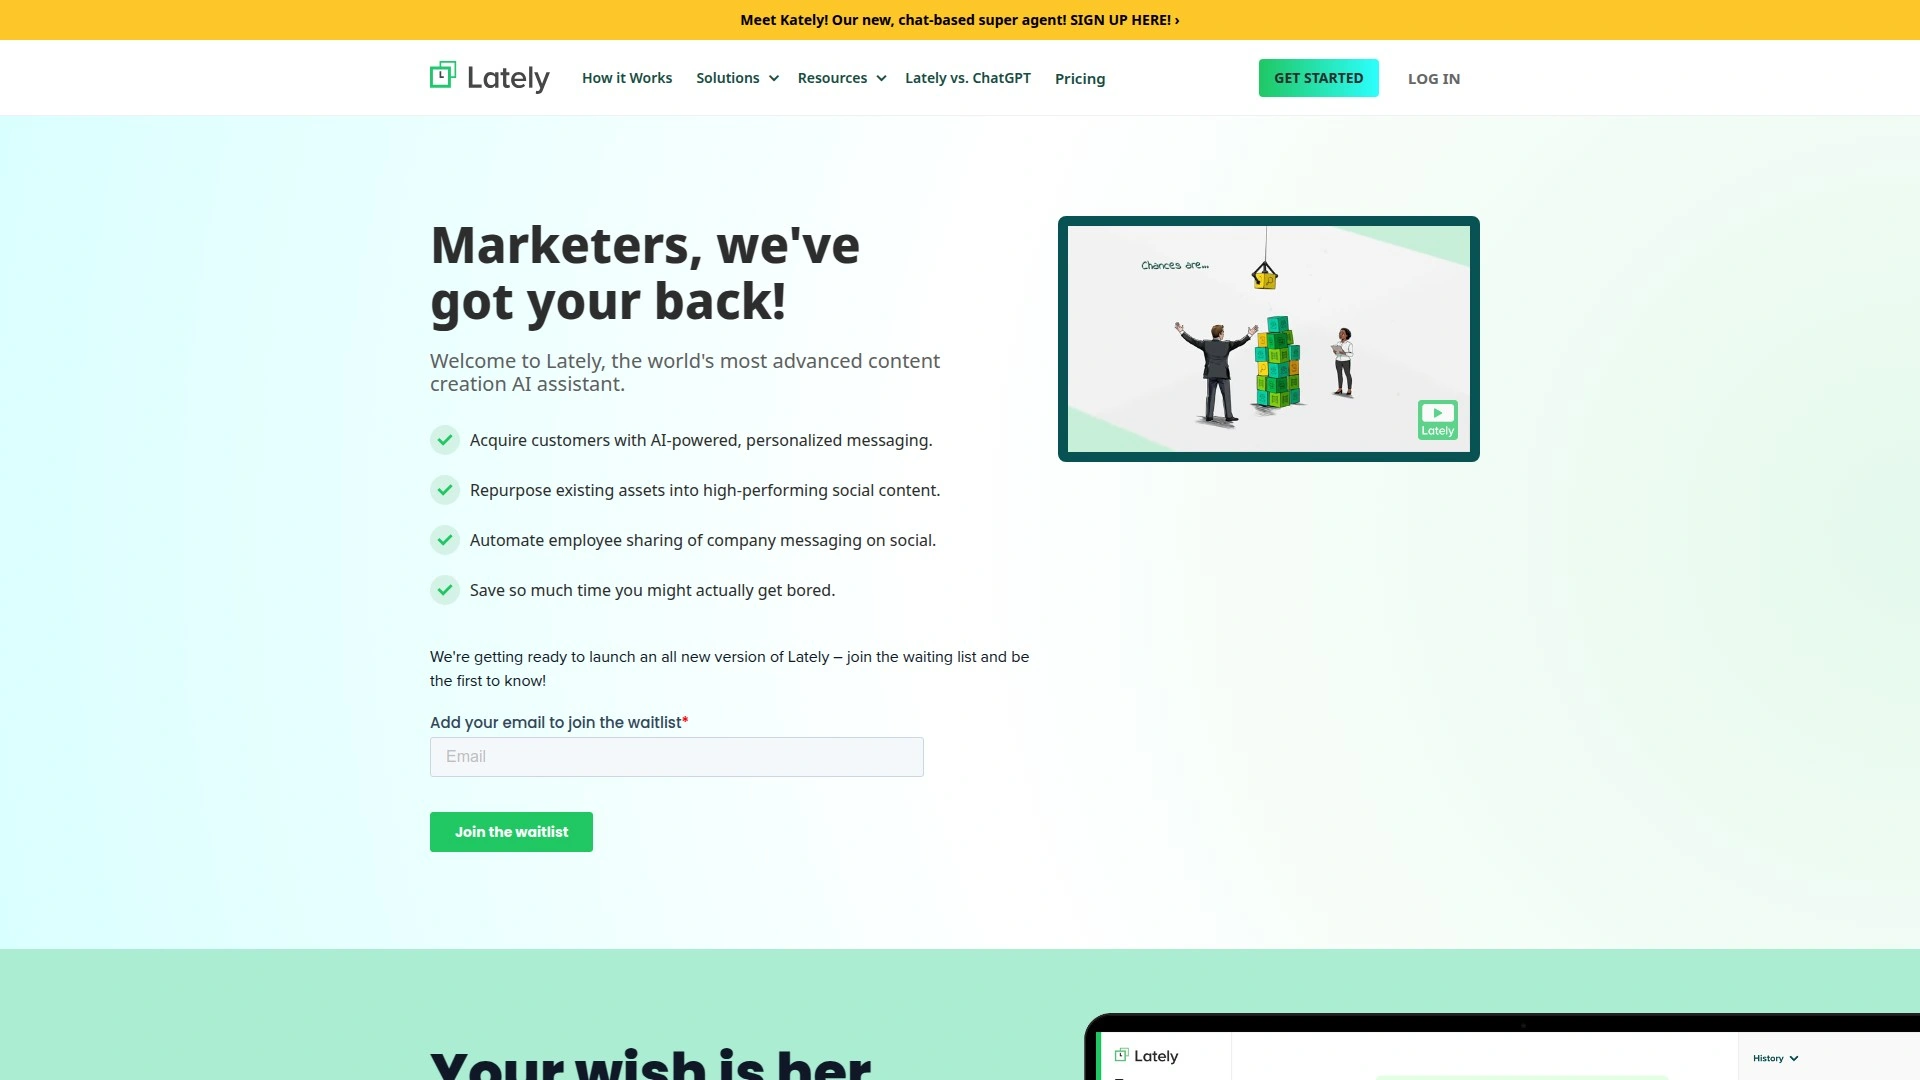 Meet Kately! Our new, chat-based super agent! SIGN UP HERE! ›
Lately
How it Works
Solutions
Resources
Lately vs. ChatGPT
Pricing
GET STARTED
LOG IN
Marketers, we've
got your back!
Welcome to Lately, the world's most advanced content
creation AI assistant.
Acquire customers with AI-powered, personalized messaging.
Repurpose existing assets into high-performing social content.
Automate employee sharing of company messaging on social.
Save so much time you might actually get bored.
Chances are...
Lately
We're getting ready to launch an all new version of Lately – join the waiting list and be
the first to know!
Add your email to join the waitlist*
Email
Join the waitlist
Your wish is her
Lately
History